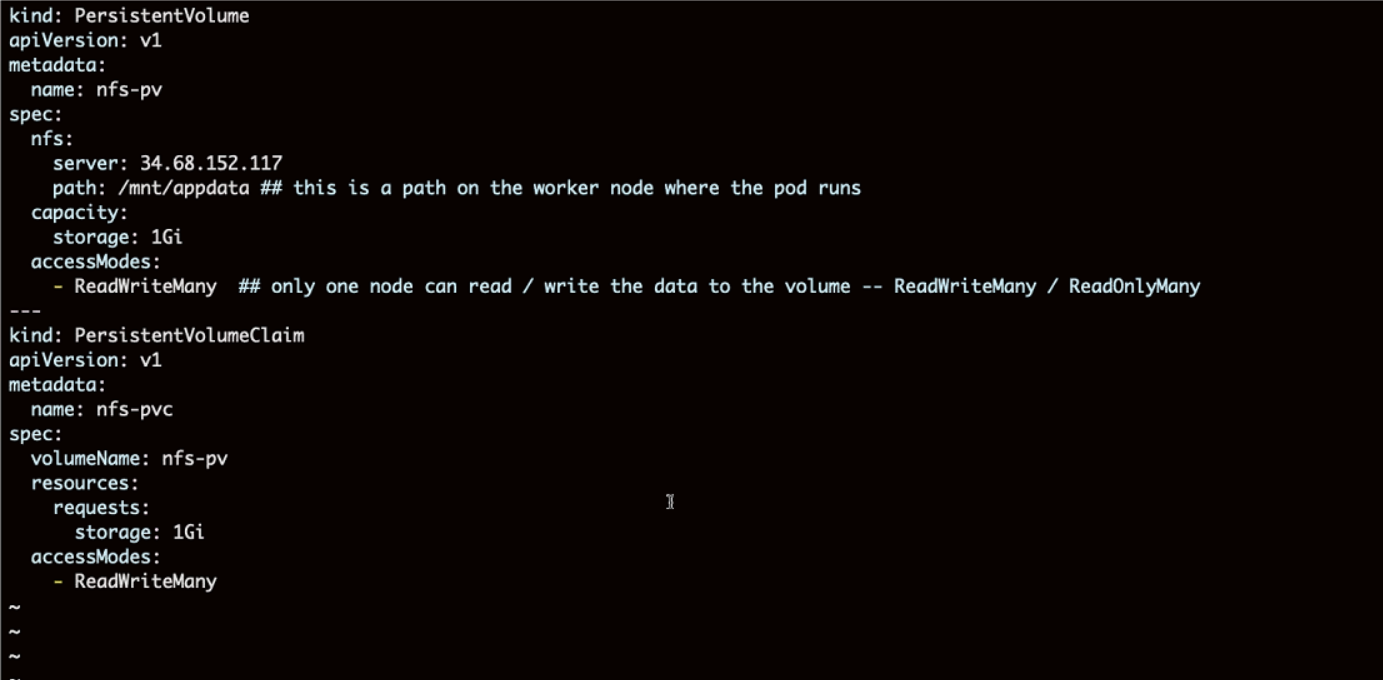 kind: PersistentVolume
apiVersion: v1
metadata:
  name: nfs-pv
spec:
  nfs:
    server: 34.68.152.117
    path: /mnt/appdata ## this is a path on the worker node where the pod runs
  capacity:
    storage: 1Gi
  accessModes:
    - ReadWriteMany  ## only one node can read / write the data to the volume -- ReadWriteMany / ReadOnlyMany
---
kind: PersistentVolumeClaim
apiVersion: v1
metadata:
  name: nfs-pvc
spec:
  volumeName: nfs-pv
  resources:
    requests:
      storage: 1Gi
  accessModes:
    - ReadWriteMany
~
~
~
~